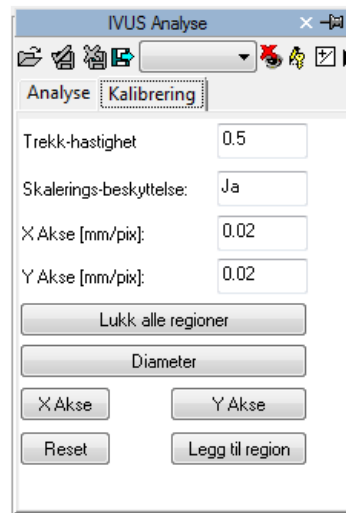 IVUS Analyse
Analyse Kalibrering
Trekk-hastighet 0.5
Skalerings-beskyttelse: Ja
X Akse [mm/pix]: 0.02
Y Akse [mm/pix]: 0.02
Lukk alle regioner
Diameter
X Akse Y Akse
Reset Legg til region